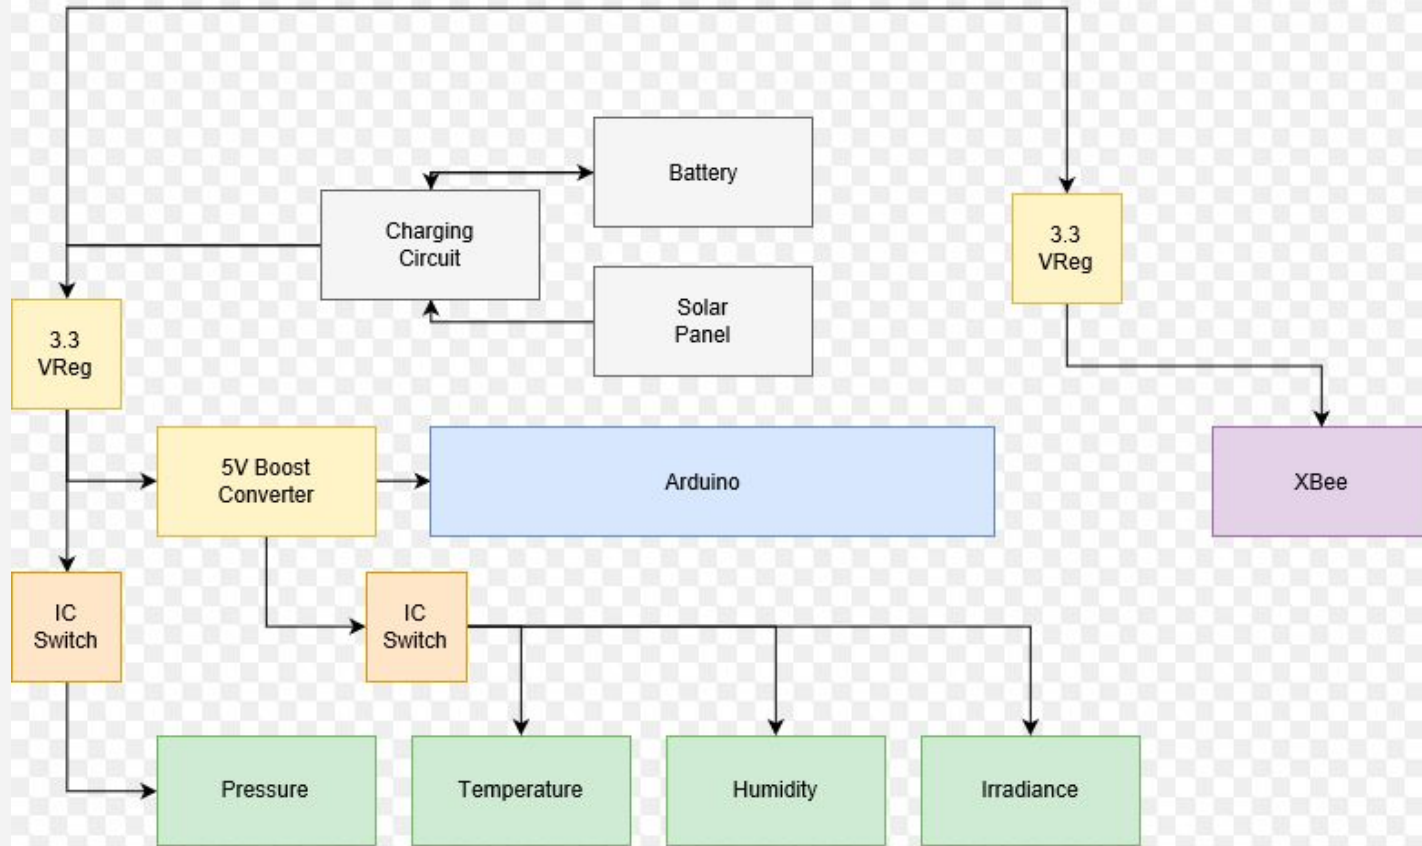 Battery
Charging
Circuit
3.3
VReg
Solar
Panel
3.3
VReg
5V Boost
Converter
Arduino
XBee
IC
Switch
IC
Switch
Pressure
Temperature
Humidity
Irradiance